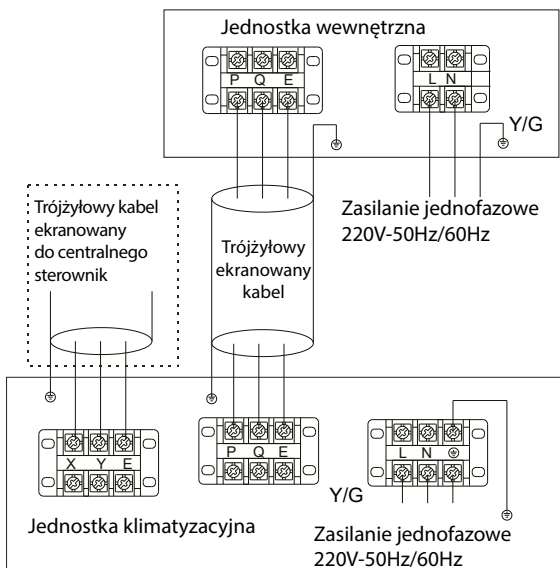 Jednostka wewnętrzna
P Q E
L N
Y/G
Zasilanie jednofazowe
220V-50Hz/60Hz
Trójżyłowy kabel
ekranowany
do centralnego
sterownik
Trójżyłowy
ekranowany
kabel
X Y E
P Q E
L N
Y/G
Jednostka klimatyzacyjna
Zasilanie jednofazowe
220V-50Hz/60Hz